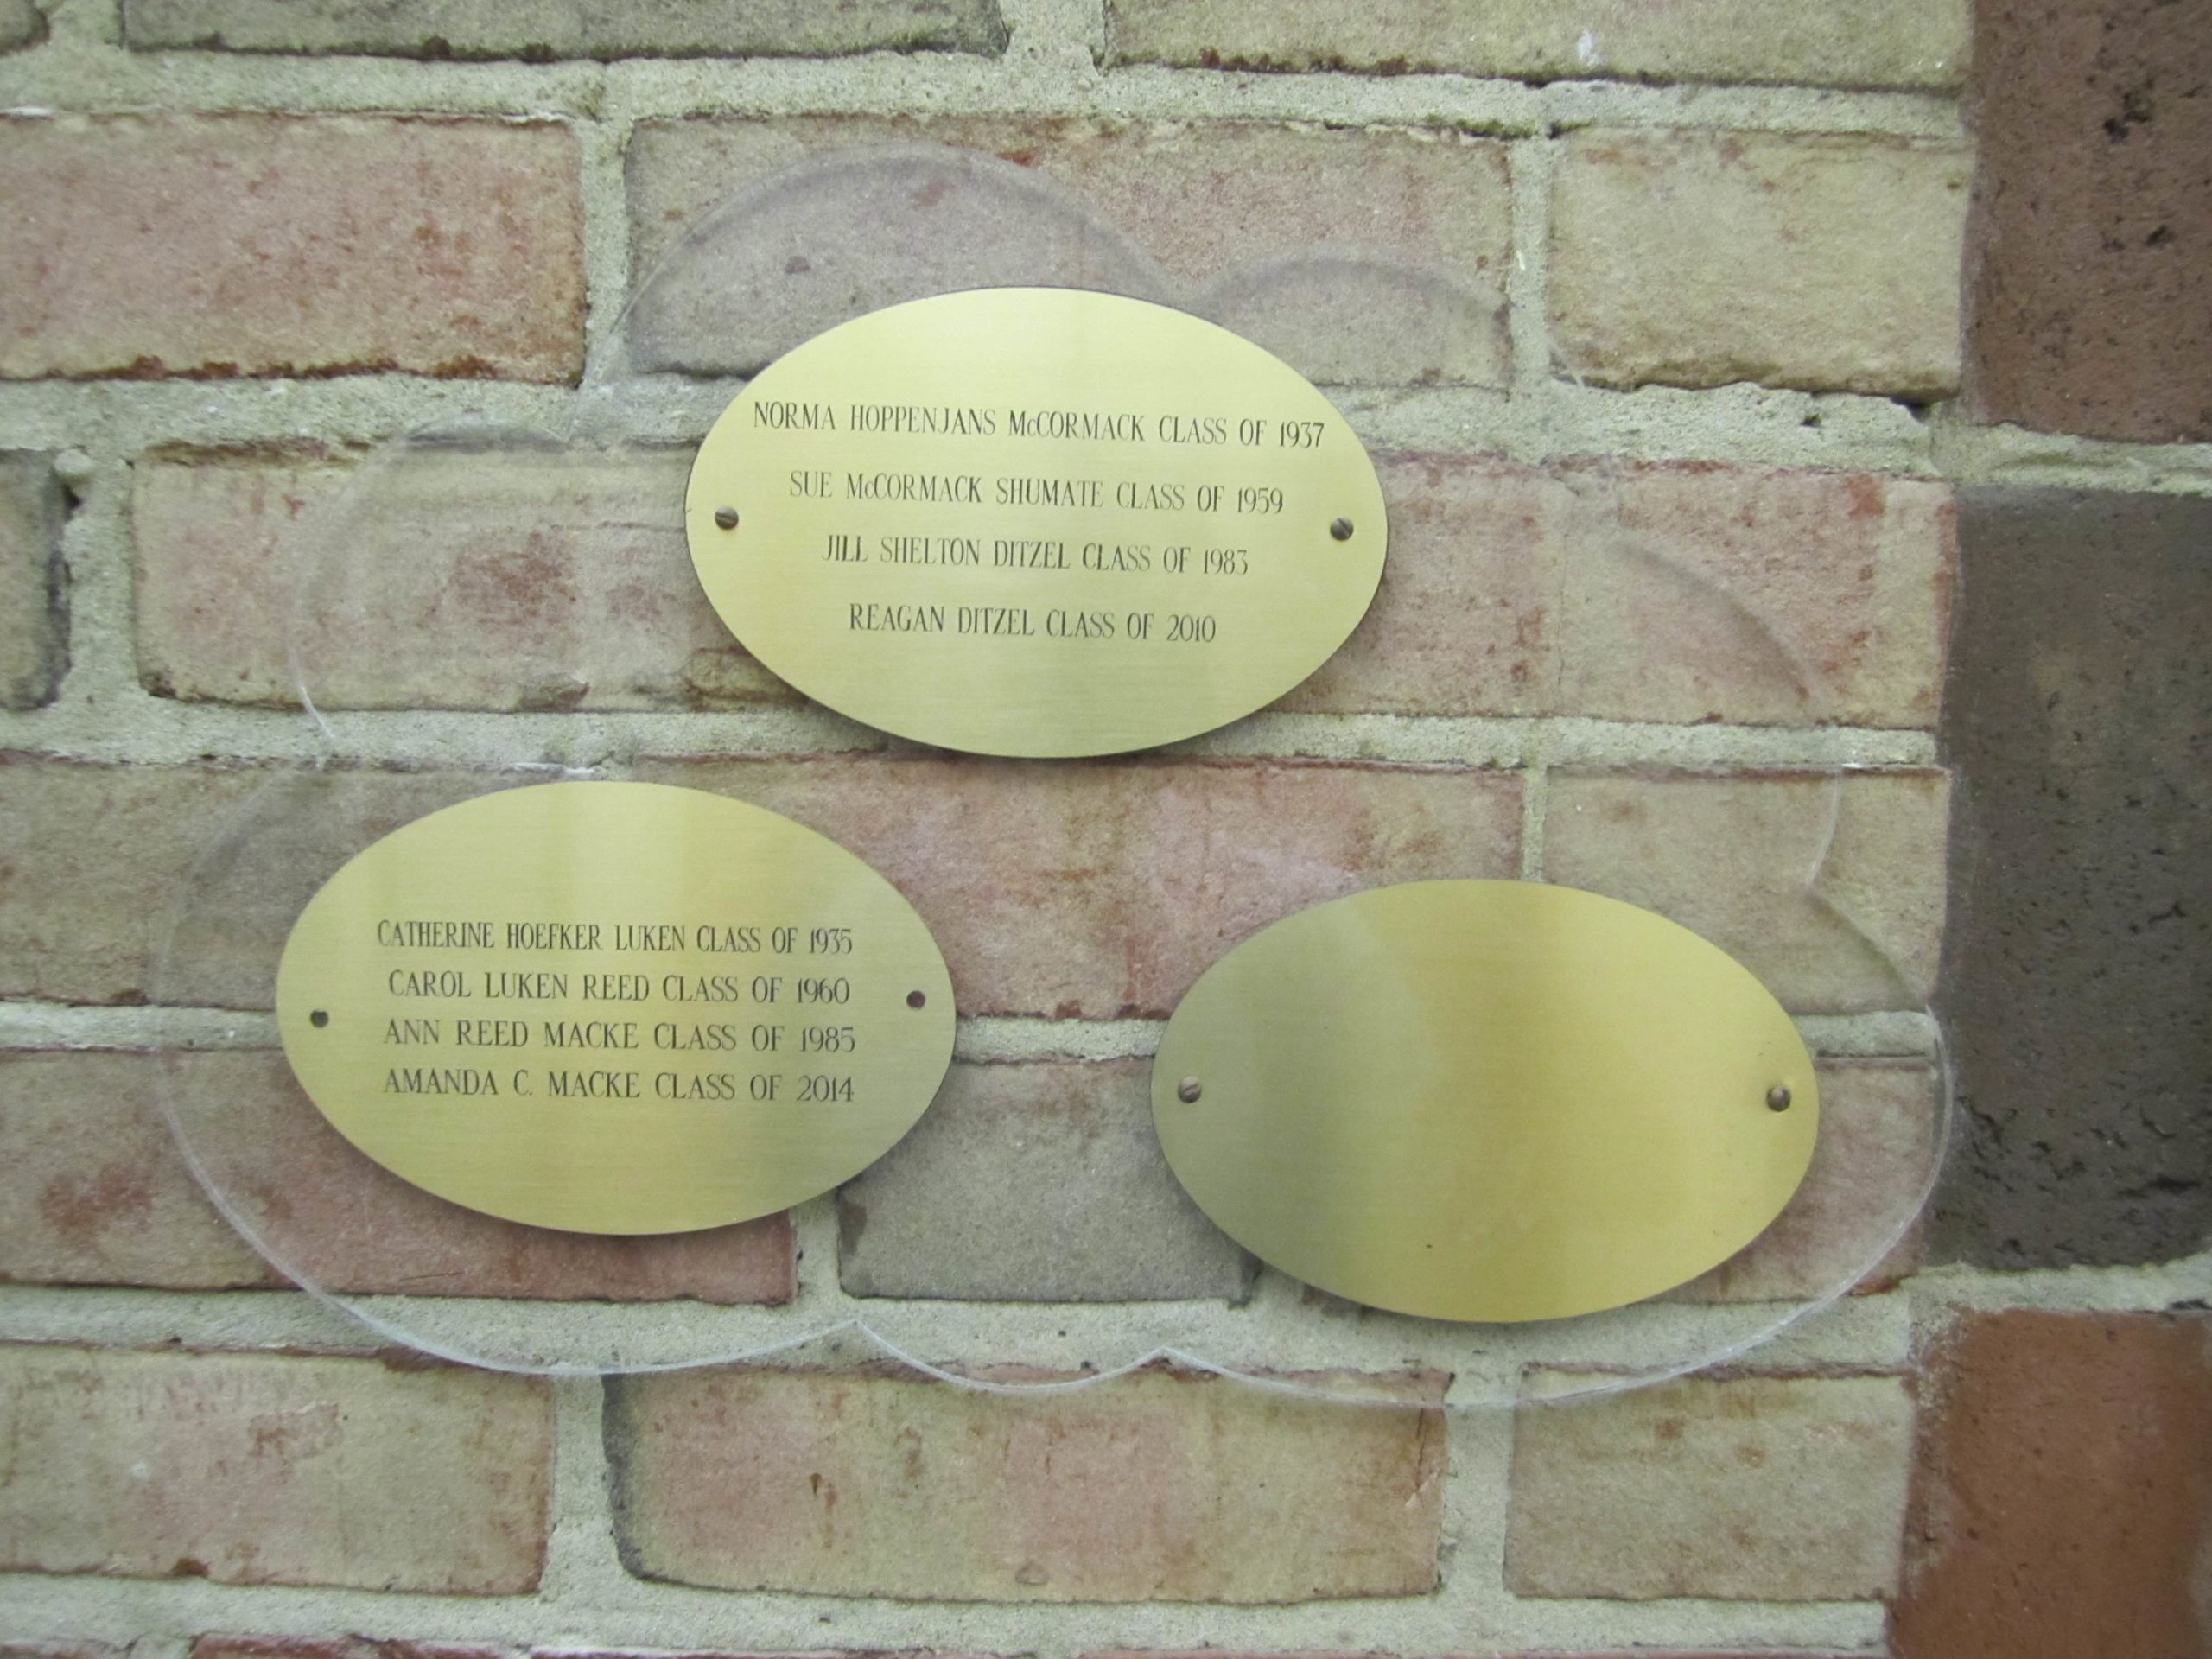 NORMA HOPPENJANS McCORMACK CLASS OF 1937
SUE McCORMACK SHUMATE CLASS OF 1959
JILL SHELTON DITZEL CLASS OF 1983
REAGAN DITZEL CLASS OF 2010
CATHERINE HOEFKER LUKEN CLASS OF 1935
CAROL LUKEN REED CLASS OF 1960
ANN REED MACKE CLASS OF 1985
AMANDA C. MACKE CLASS OF 2014